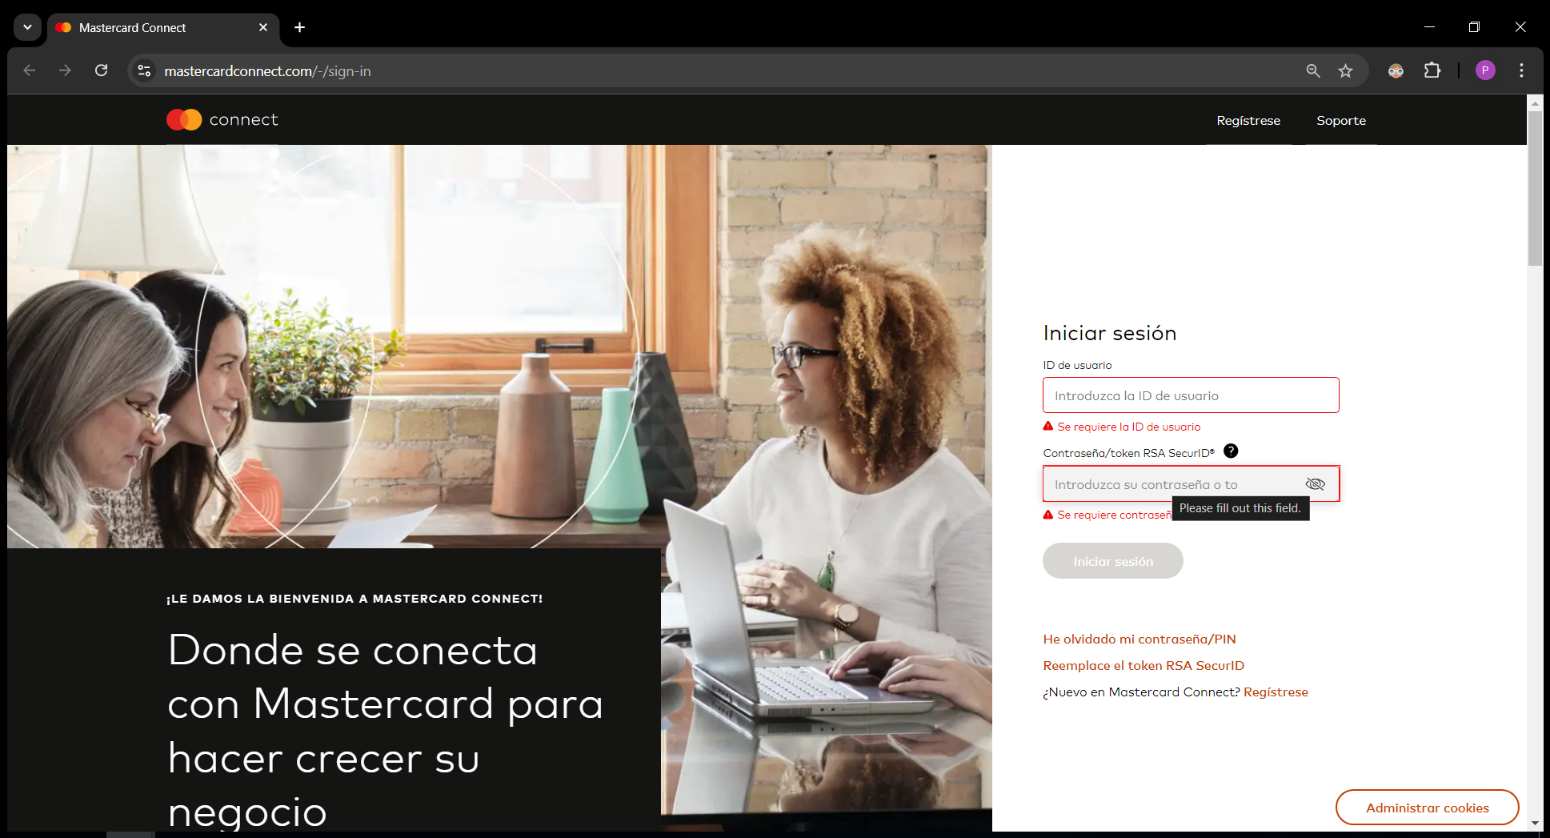 Mastercard Connect
mastercardconnect.com/-/sign-in
P
connect
Regístrese
Soporte
Iniciar sesión
ID de usuario
Introduzca la ID de usuario
Se requiere la ID de usuario
Contraseña/token RSA SecurID®
?
Introduzca su contraseña o to
Se requiere contraseñ
Please fill out this field.
Iniciar sesión
He olvidado mi contraseña/PIN
Reemplace el token RSA SecurID
¿Nuevo en Mastercard Connect? Regístrese
¡LE DAMOS LA BIENVENIDA A MASTERCARD CONNECT!
Donde se conecta
con Mastercard para
hacer crecer su
negocio
Administrar cookies